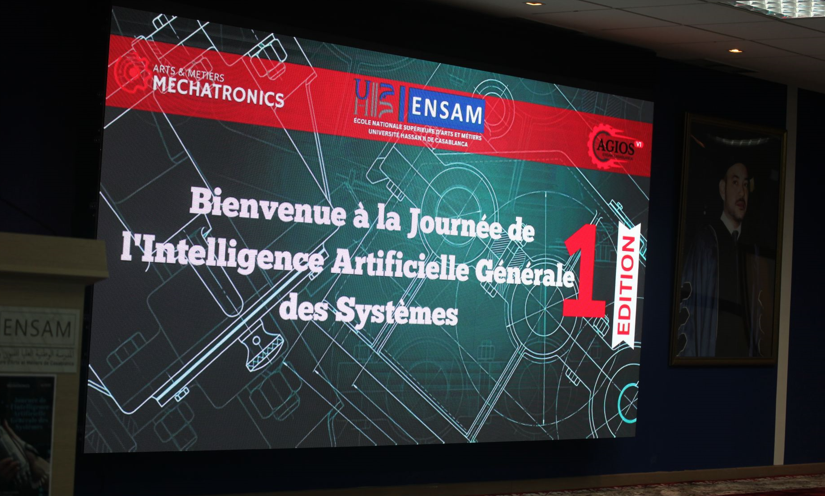 ARTS & METIERS
MECHATRONICS
ENSAM
ÉCOLE NATIONALE SUPÉRIEURE D'ARTS ET MÉTIERS
UNIVERSITÉ HASSAN II DE CASABLANCA
AGIOS
VI
Bienvenue à la Journée de
l'Intelligence Artificielle Générale
des Systèmes
1
EDITION
ENSAM